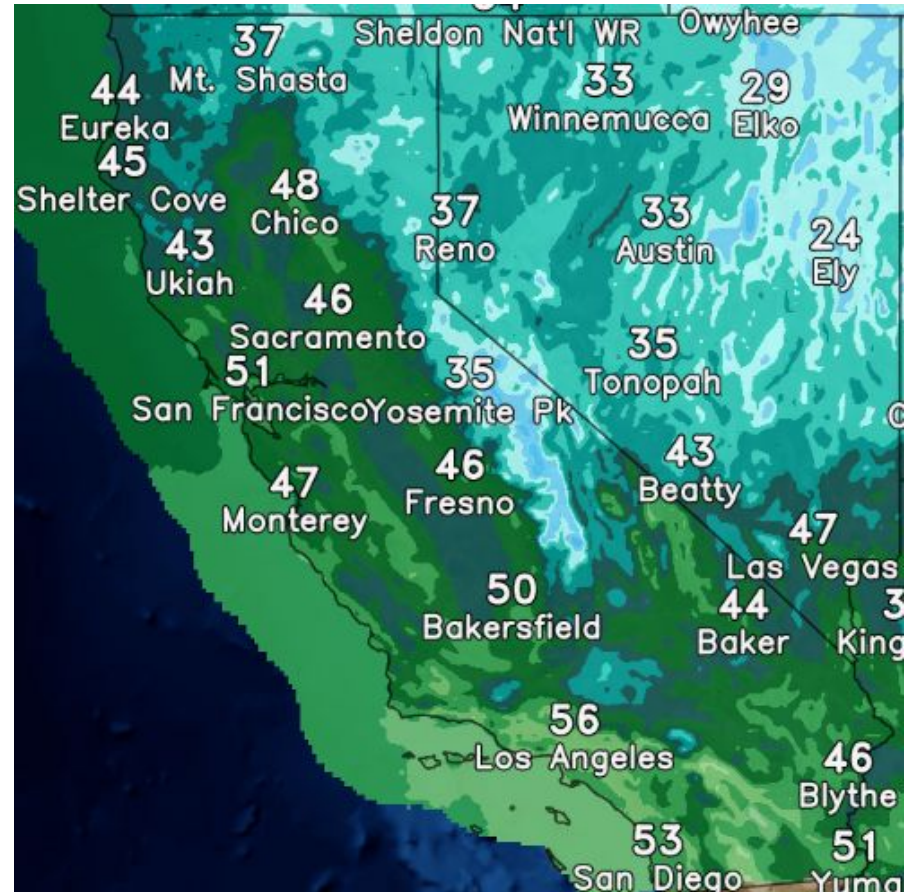 Sheldon Nat'l WR
Owyhee
37
Mt. Shasta
33
Winnemucca
29
Elko
44
Eureka
45
Shelter Cove
48
Chico
37
Reno
33
Austin
24
Ely
43
Ukiah
46
Sacramento
35
Tonopah
51
San Francisco
35
Yosemite Pk
43
Beatty
46
Fresno
47
Monterey
47
Las Vegas
50
Bakersfield
44
Baker
3
King
56
Los Angeles
46
Blythe
53
San Diego
51
Yuma